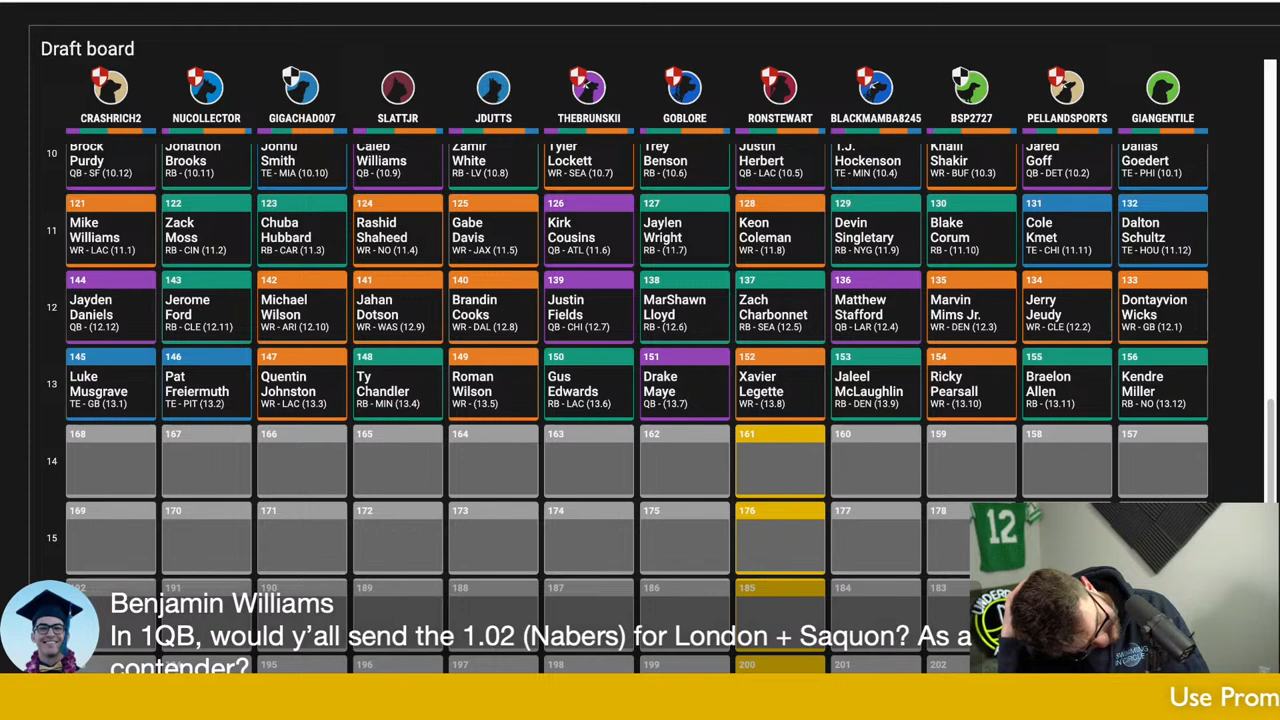 Draft board
CRASHRICH2 NUCOLLECTOR GIGACHAD007 SLATTJR JDUTTS THEBRUNSKII GOBLORE RONSTEWART BLACKMAMBA8245 BSP2727 PELLANDSPORTS GIANGENTILE
Brock Jonathon Jonnu Caleb Zamir Tyler Trey Justin T.J. Khalil Jared Dallas
10 Purdy Brooks Smith Williams White Lockett Benson Herbert Hockenson Shakir Goff Goedert
QB - SF (10.12) RB - (10.11) TE - MIA (10.10) QB - (10.9) RB - LV (10.8) WR - SEA (10.7) RB - (10.6) QB - LAC (10.5) TE - MIN (10.4) WR - BUF (10.3) QB - DET (10.2) TE - PHI (10.1)
121 122 123 124 125 126 127 128 129 130 131 132
Mike Zack Chuba Rashid Gabe Kirk Jaylen Keon Devin Blake Cole Dalton
11 Williams Moss Hubbard Shaheed Davis Cousins Wright Coleman Singletary Corum Kmet Schultz
WR - LAC (11.1) RB - CIN (11.2) RB - CAR (11.3) WR - NO (11.4) WR - JAX (11.5) QB - ATL (11.6) RB - (11.7) WR - (11.8) RB - NYG (11.9) RB - (11.10) TE - CHI (11.11) TE - HOU (11.12)
144 143 142 141 140 139 138 137 136 135 134 133
Jayden Jerome Michael Jahan Brandin Justin MarShawn Zach Matthew Marvin Jerry Dontayvion
12 Daniels Ford Wilson Dotson Cooks Fields Lloyd Charbonnet Stafford Mims Jr. Jeudy Wicks
QB - (12.12) RB - CLE (12.11) WR - ARI (12.10) WR - WAS (12.9) WR - DAL (12.8) QB - CHI (12.7) RB - (12.6) RB - SEA (12.5) QB - LAR (12.4) WR - DEN (12.3) WR - CLE (12.2) WR - GB (12.1)
145 146 147 148 149 150 151 152 153 154 155 156
Luke Pat Quentin Ty Roman Gus Drake Xavier Jaleel Ricky Braelon Kendre
13 Musgrave Freiermuth Johnston Chandler Wilson Edwards Maye Legette McLaughlin Pearsall Allen Miller
TE - GB (13.1) TE - PIT (13.2) WR - LAC (13.3) RB - MIN (13.4) WR - (13.5) RB - LAC (13.6) QB - (13.7) WR - (13.8) RB - DEN (13.9) WR - (13.10) RB - (13.11) RB - NO (13.12)
168 167 166 165 164 163 162 161 160 159 158 157
14
169 170 171 172 173 174 175 176 177 178
15
12
191 190 189 188 187 186 185 184 183
Benjamin Williams
In 1QB, would y'all send the 1.02 (Nabers) for London + Saquon? As a
contender?
195 196 197 198 199 200 201 202
Use Prom